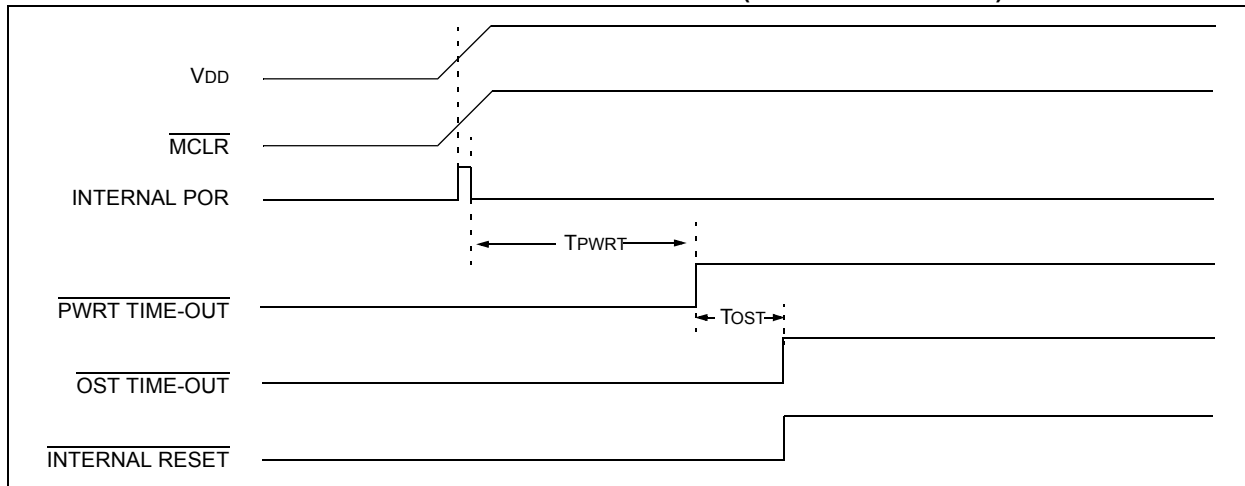 VDD
MCLR
INTERNAL POR
TPWRT
PWRT TIME-OUT
TOST
OST TIME-OUT
INTERNAL RESET